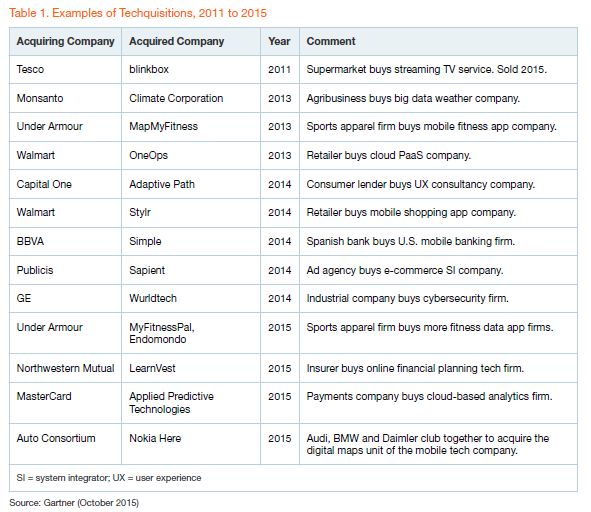 Table 1. Examples of Techquisitions, 2011 to 2015
Acquiring Company Acquired Company Year Comment
Tesco blinkbox 2011 Supermarket buys streaming TV service. Sold 2015.
Monsanto Climate Corporation 2013 Agribusiness buys big data weather company.
Under Armour MapMyFitness 2013 Sports apparel firm buys mobile fitness app company.
Walmart OneOps 2013 Retailer buys cloud PaaS company.
Capital One Adaptive Path 2014 Consumer lender buys UX consultancy company.
Walmart Stylr 2014 Retailer buys mobile shopping app company.
BBVA Simple 2014 Spanish bank buys U.S. mobile banking firm.
Publicis Sapient 2014 Ad agency buys e-commerce SI company.
GE Wurldtech 2014 Industrial company buys cybersecurity firm.
Under Armour MyFitnessPal, 2015 Sports apparel firm buys more fitness data app firms.
Endomondo
Northwestern Mutual LearnVest 2015 Insurer buys online financial planning tech firm.
MasterCard Applied Predictive 2015 Payments company buys cloud-based analytics firm.
Technologies
Auto Consortium Nokia Here 2015 Audi, BMW and Daimler club together to acquire the
digital maps unit of the mobile tech company.
SI = system integrator; UX = user experience
Source: Gartner (October 2015)